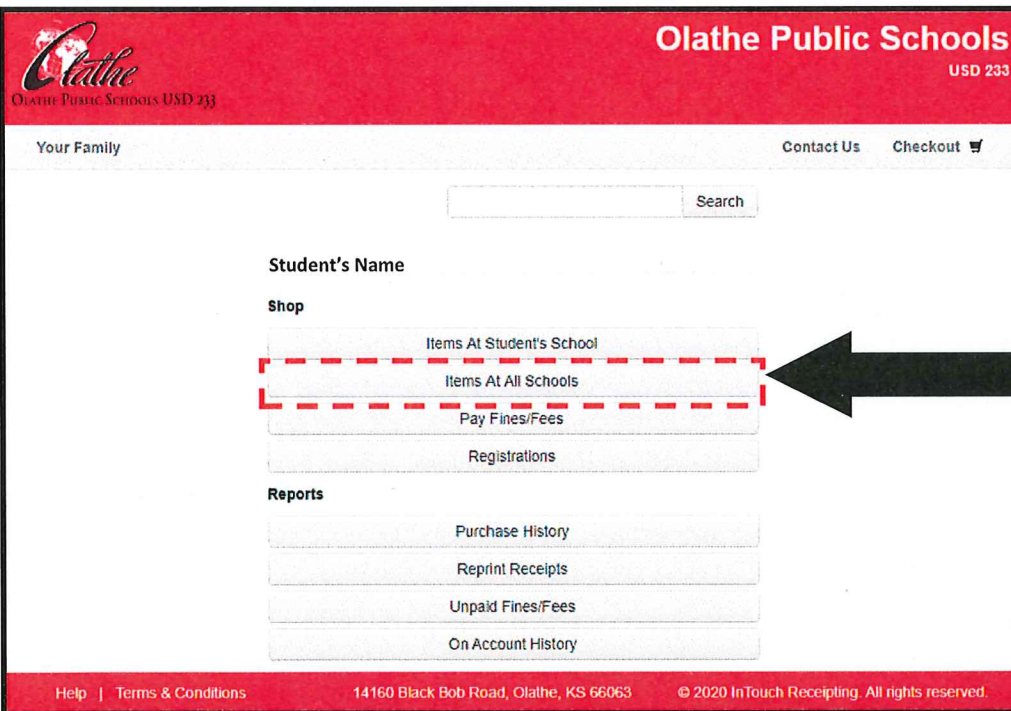 Olathe
OLATHE PUBLIC SCHOOLS USD 233
Olathe Public Schools
USD 233
Your Family
Contact Us
Checkout
Search
Student's Name
Shop
Items At Student's School
Items At All Schools
Pay Fines/Fees
Registrations
Reports
Purchase History
Reprint Receipts
Unpaid Fines/Fees
On Account History
Help | Terms & Conditions
14160 Black Bob Road, Olathe, KS 66063
© 2020 InTouch Receipting. All rights reserved.